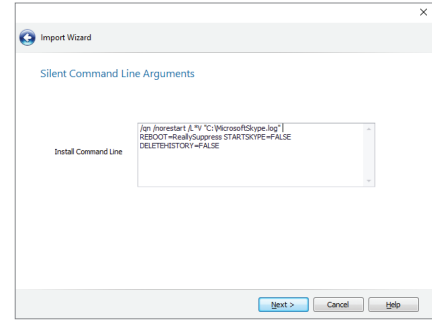 Import Wizard
Silent Command Line Arguments
Install Command Line
/qn /norestart /L*V "C:\MicrosoftSkype.log"
REBOOT=ReallySuppress STARTSKYPE=FALSE
DELETEHISTORY=FALSE
Next >
Cancel
Help